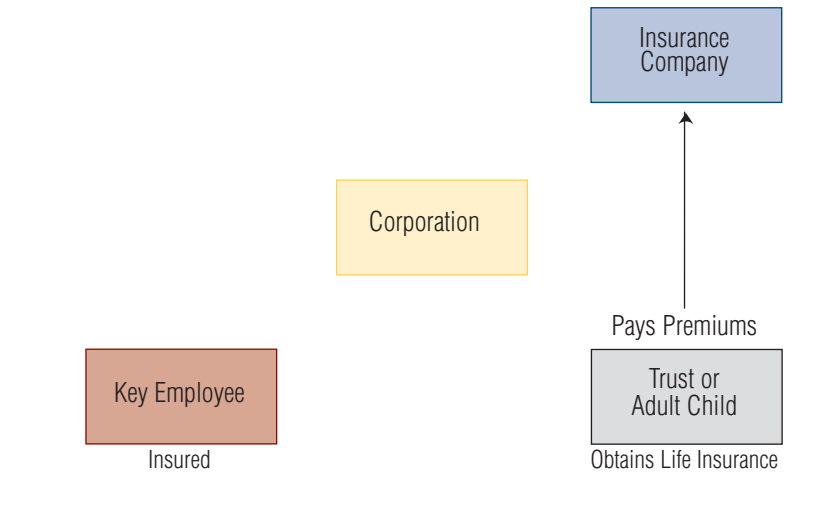 Insurance
Company
Corporation
Pays Premiums
Key Employee
Trust or
Adult Child
Insured
Obtains Life Insurance